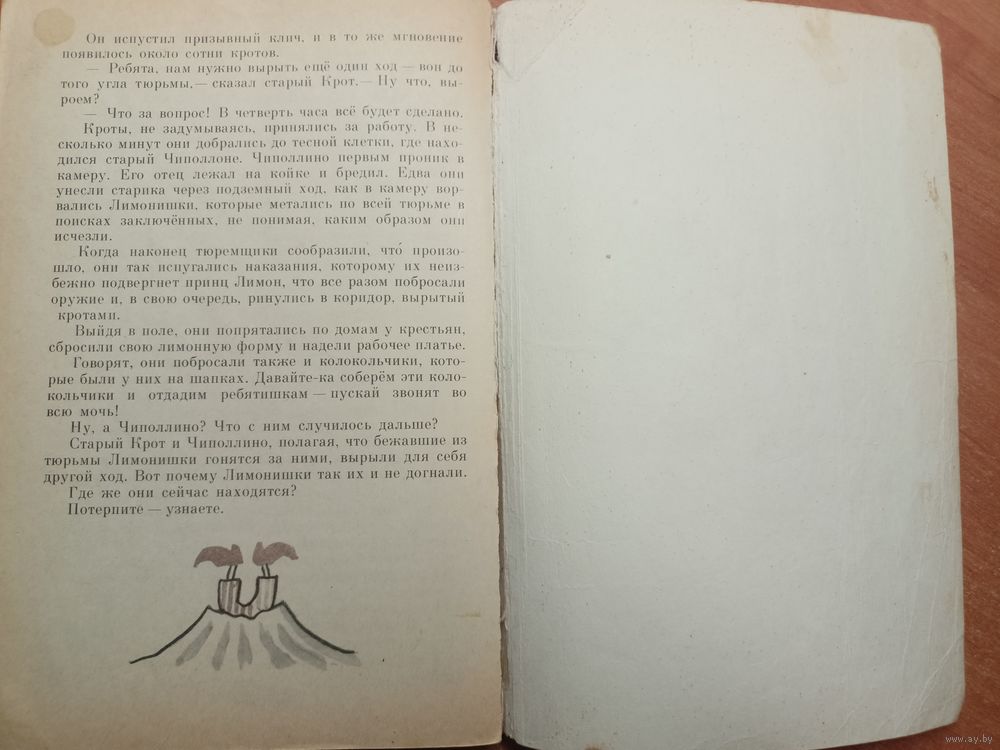 Он испустил призывный клич, и в то же мгновение
появилось около сотни кротов.
— Ребята, нам нужно вырыть ещё один ход — вон до
того угла тюрьмы,— сказал старый Крот.— Ну что, вы-
роем?
— Что за вопрос! В четверть часа всё будет сделано.
Кроты, не задумываясь, принялись за работу. В не-
сколько минут они добрались до тесной клетки, где нахо-
дился старый Чиполлоне. Чиполлино первым проник в
камеру. Его отец лежал на койке и бредил. Едва они
унесли старика через подземный ход, как в камеру вор-
вались Лимонишки, которые метались по всей тюрьме в
поисках заключённых, не понимая, каким образом они
исчезли.
Когда наконец тюремщики сообразили, что́ произо-
шло, они так испугались наказания, которому их неиз-
бежно подвергнет принц Лимон, что все разом побросали
оружие и, в свою очередь, ринулись в коридор, вырытый
кротами.
Выйдя в поле, они попрятались по домам у крестьян,
сбросили свою лимонную форму и надели рабочее платье.
Говорят, они побросали также и колокольчики, кото-
рые были у них на шапках. Давайте-ка соберём эти коло-
кольчики и отдадим ребятишкам — пускай звонят во
всю мочь!
Ну, а Чиполлино? Что с ним случилось дальше?
Старый Крот и Чиполлино, полагая, что бежавшие из
тюрьмы Лимонишки гонятся за ними, вырыли для себя
другой ход. Вот почему Лимонишки так их и не догнали.
Где же они сейчас находятся?
Потерпите — узнаете.
www.ay.by